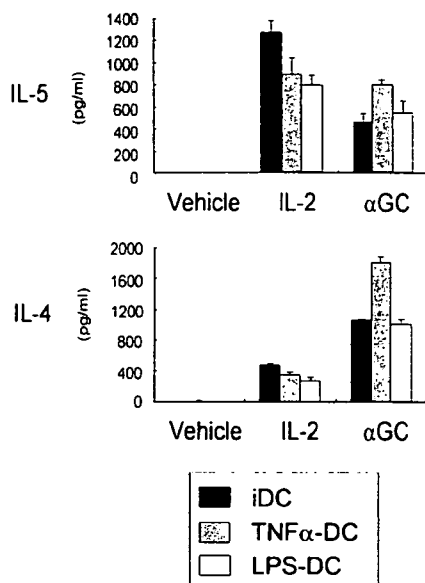 IL-5
(pg/ml)
1400
1200
1000
800
600
400
200
0
Vehicle IL-2 αGC
IL-4
(pg/ml)
2000
1600
1200
800
400
0
Vehicle IL-2 αGC
iDC
TNFα-DC
LPS-DC